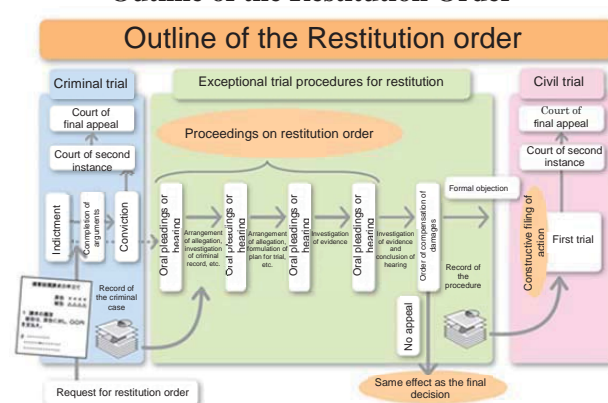 Outline of the Restitution order
Criminal trial
Exceptional trial procedures for restitution
Civil trial
Court of
final appeal
Court of second
instance
Indictment
Completion of
arguments
Conviction
Record of
the criminal
case
Request for restitution order
Proceedings on restitution order
Oral pleadings or
hearing
Arrangement
of allegation,
investigation
of criminal
record, etc.
Oral pleadings or
hearing
Arrangement
of allegation,
formulation of
plan for trial,
etc.
Oral pleadings or
hearing
Investigation
of evidence
Oral pleadings or
hearing
Investigation
of evidence
and
conclusion of
hearing
Order of compensation of
damages
Formal objection
No appeal
Record of
the
procedure
Same effect as the final
decision
Court of
final appeal
Court of second
instance
Constructive filing of
action
First trial